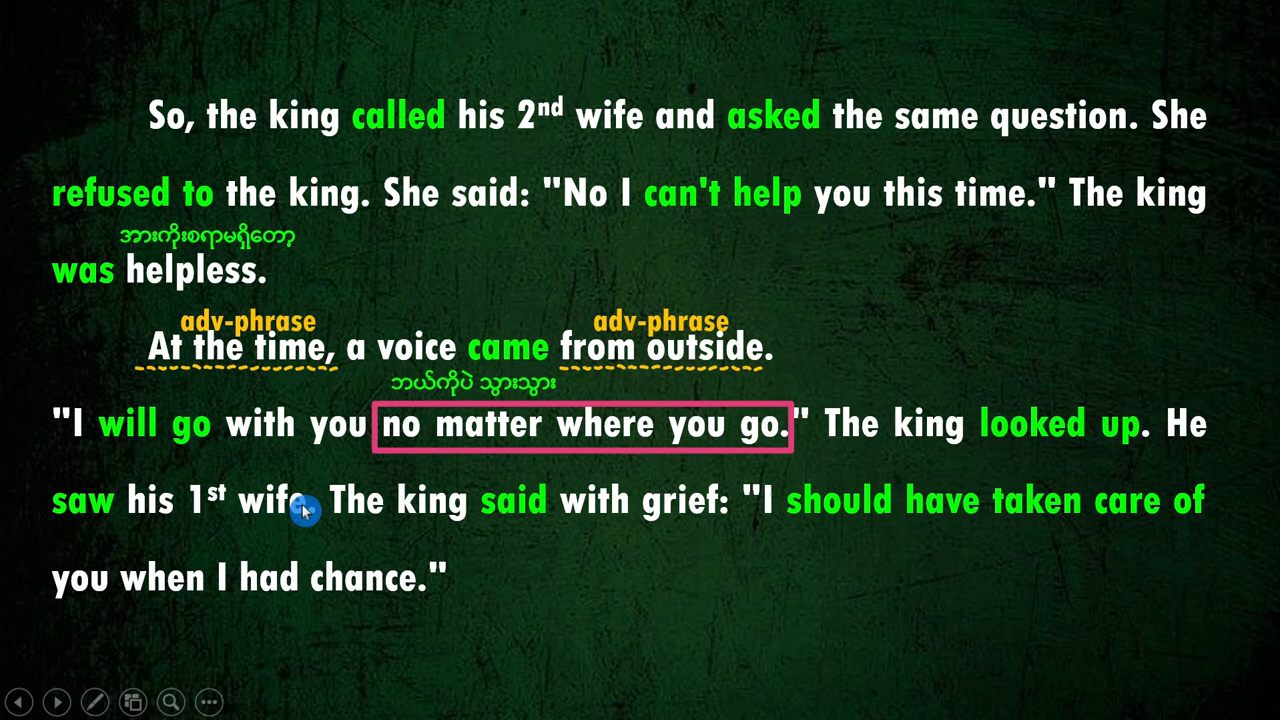 So, the king called his 2nd wife and asked the same question. She
refused to the king. She said: "No I can't help you this time." The king
အားကိုးစရာမရှိတော့
was helpless.
adv-phrase adv-phrase
At the time, a voice came from outside.
ဘယ်ကိုပဲ သွားသွား
"I will go with you no matter where you go." The king looked up. He
saw his 1st wife. The king said with grief: "I should have taken care of
you when I had chance."